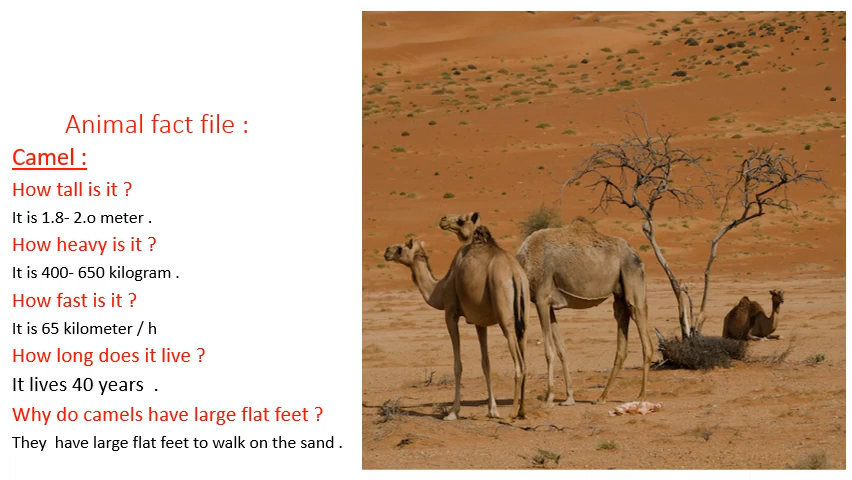 Animal fact file :
Camel :
How tall is it ?
It is 1.8- 2.o meter .
How heavy is it ?
It is 400- 650 kilogram .
How fast is it ?
It is 65 kilometer / h
How long does it live ?
It lives 40 years  .
Why do camels have large flat feet ?
They  have large flat feet to walk on the sand .